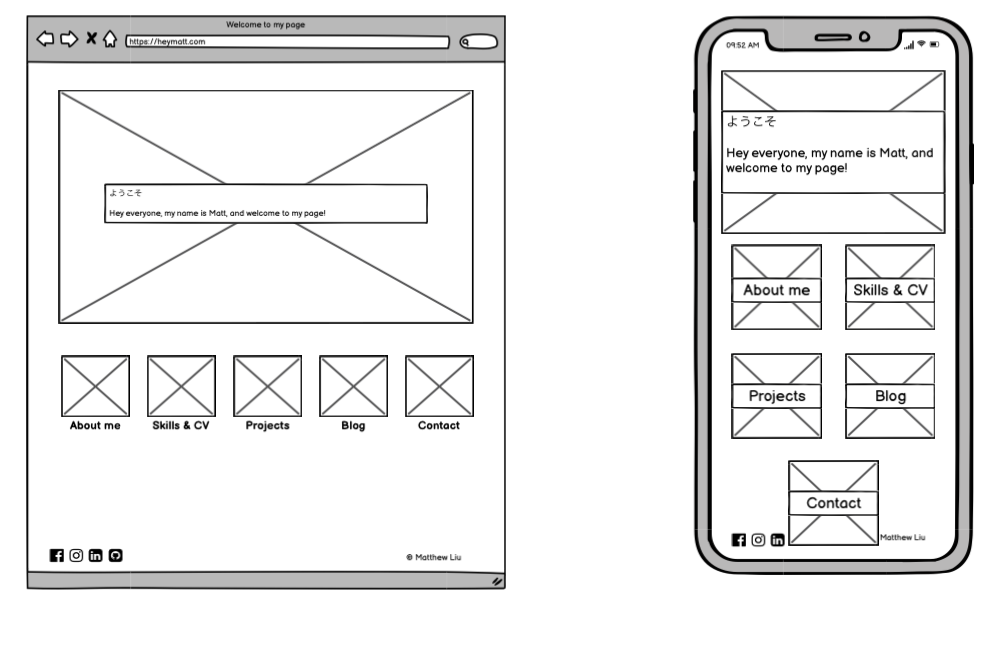 Welcome to my page
https://heymatt.com
ようこそ
Hey everyone, my name is Matt, and welcome to my page!
About me
Skills & CV
Projects
Blog
Contact
© Matthew Liu
09:52 AM
ようこそ
Hey everyone, my name is Matt, and
welcome to my page!
About me
Skills & CV
Projects
Blog
Contact
Matthew Liu